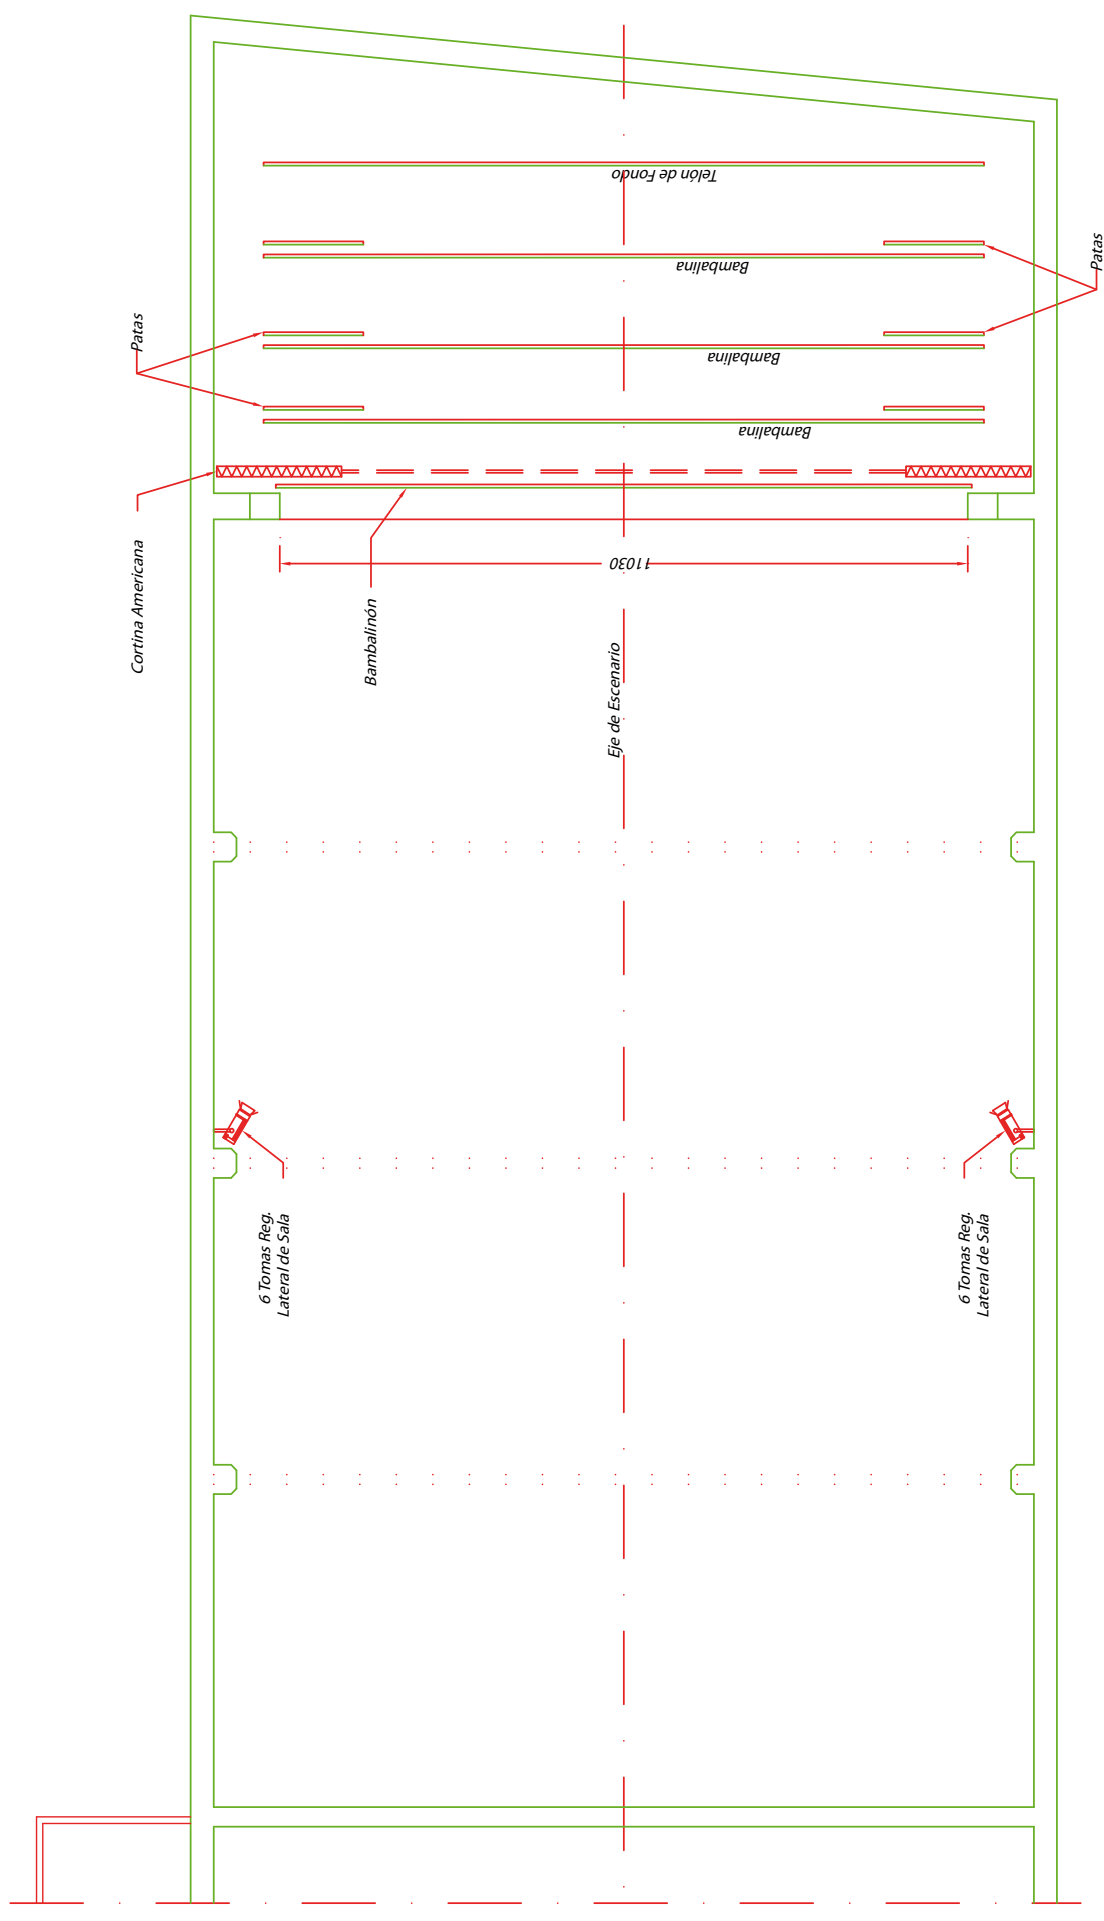 Telón de Fondo
Patas
Bambalina
Patas
Bambalina
Bambalina
Cortina Americana
11030
Bambalinón
Eje de Escenario
6 Tomas Reg.
Lateral de Sala
6 Tomas Reg.
Lateral de Sala